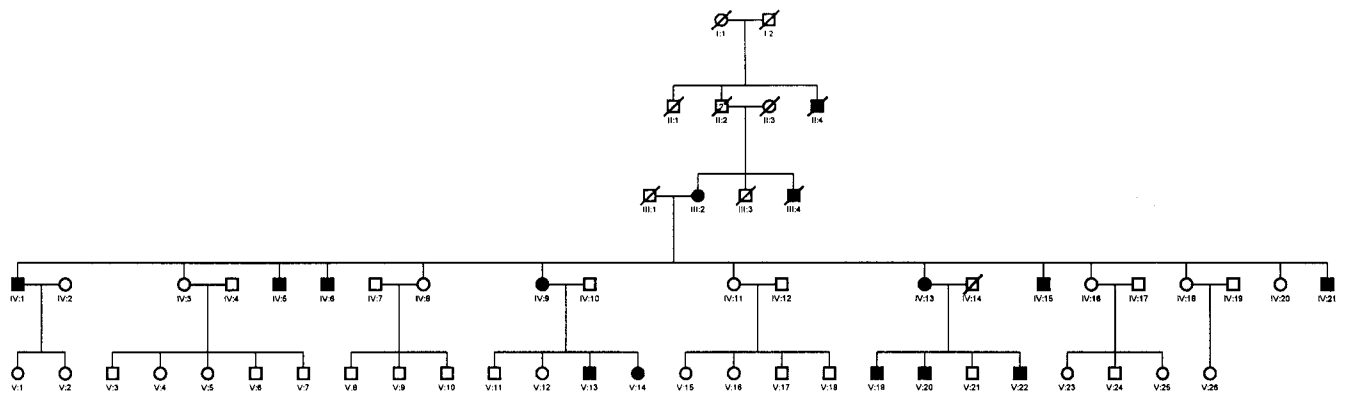 I:1 I:2
II:1 II:2 II:3 II:4
III:1 III:2 III:3 III:4
IV:1 IV:2 IV:3 IV:4 IV:5 IV:6 IV:7 IV:8 IV:9 IV:10 IV:11 IV:12 IV:13 IV:14 IV:15 IV:16 IV:17 IV:18 IV:19 IV:20 IV:21
V:1 V:2 V:3 V:4 V:5 V:6 V:7 V:8 V:9 V:10 V:11 V:12 V:13 V:14 V:15 V:16 V:17 V:18 V:19 V:20 V:21 V:22 V:23 V:24 V:25 V:26